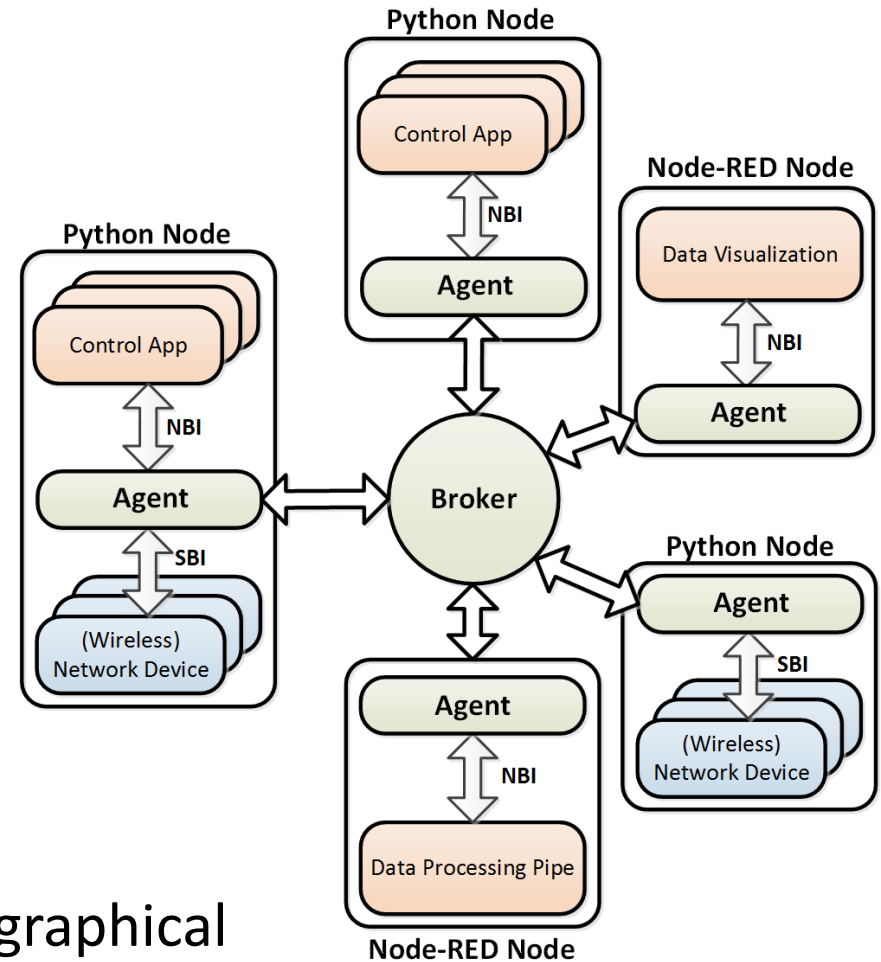 Python Node
Control App
NBI
Agent
Node-RED Node
Data Visualization
NBI
Agent
Python Node
Control App
NBI
Agent
SBI
(Wireless)
Network Device
Broker
Python Node
Agent
SBI
(Wireless)
Network Device
Agent
NBI
Data Processing Pipe
Node-RED Node
graphical